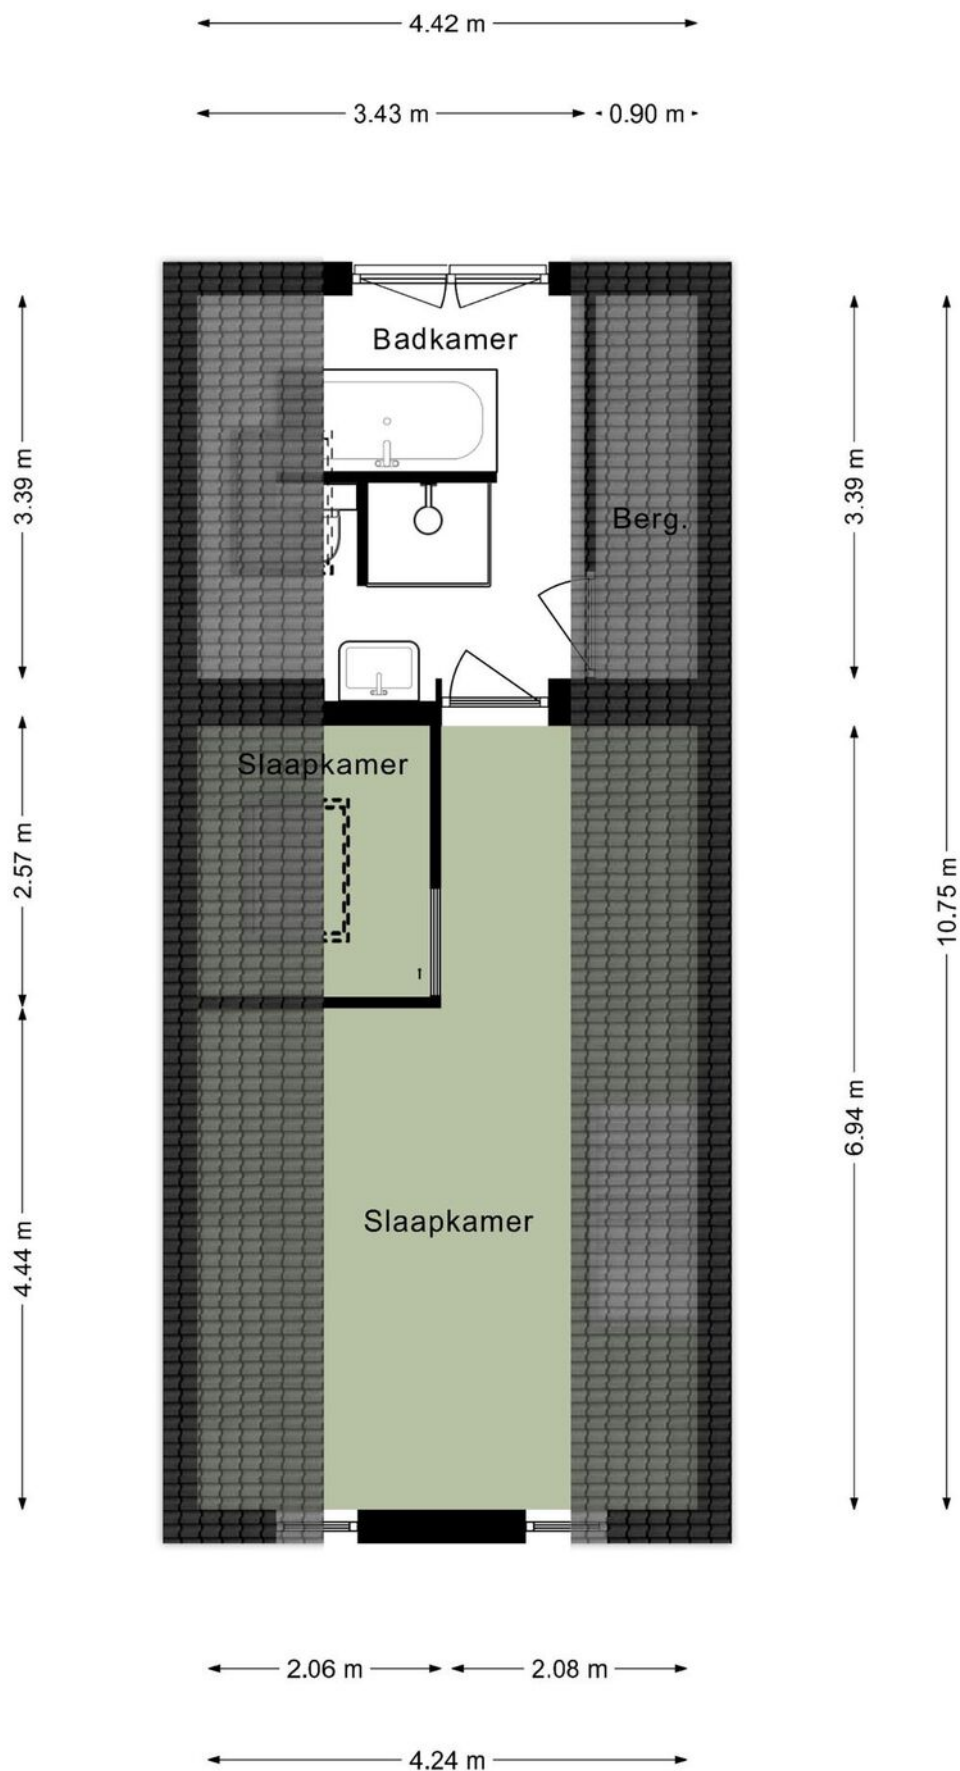 4.42 m
3.43 m
0.90 m
Badkamer
3.39 m
Berg.
3.39 m
Slaapkamer
2.57 m
10.75 m
6.94 m
Slaapkamer
4.44 m
2.06 m
2.08 m
4.24 m